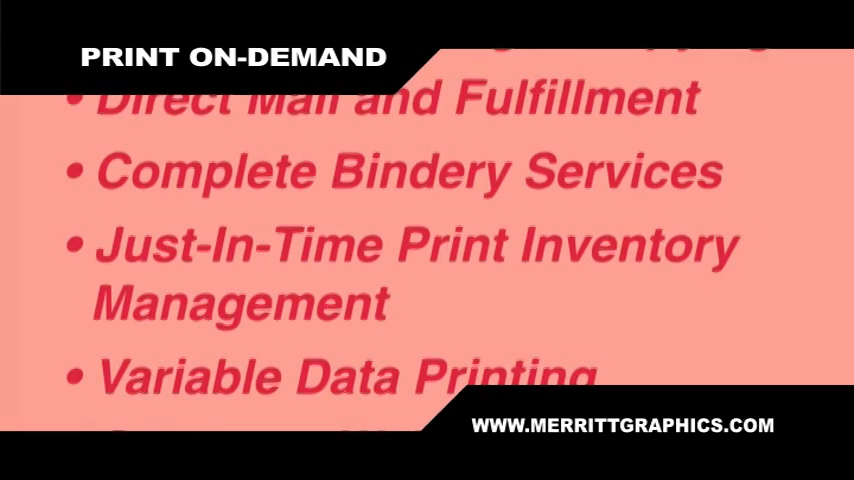 PRINT ON-DEMAND
• Direct Mail and Fulfillment
• Complete Bindery Services
• Just-In-Time Print Inventory
Management
• Variable Data Printing
WWW.MERRITTGRAPHICS.COM